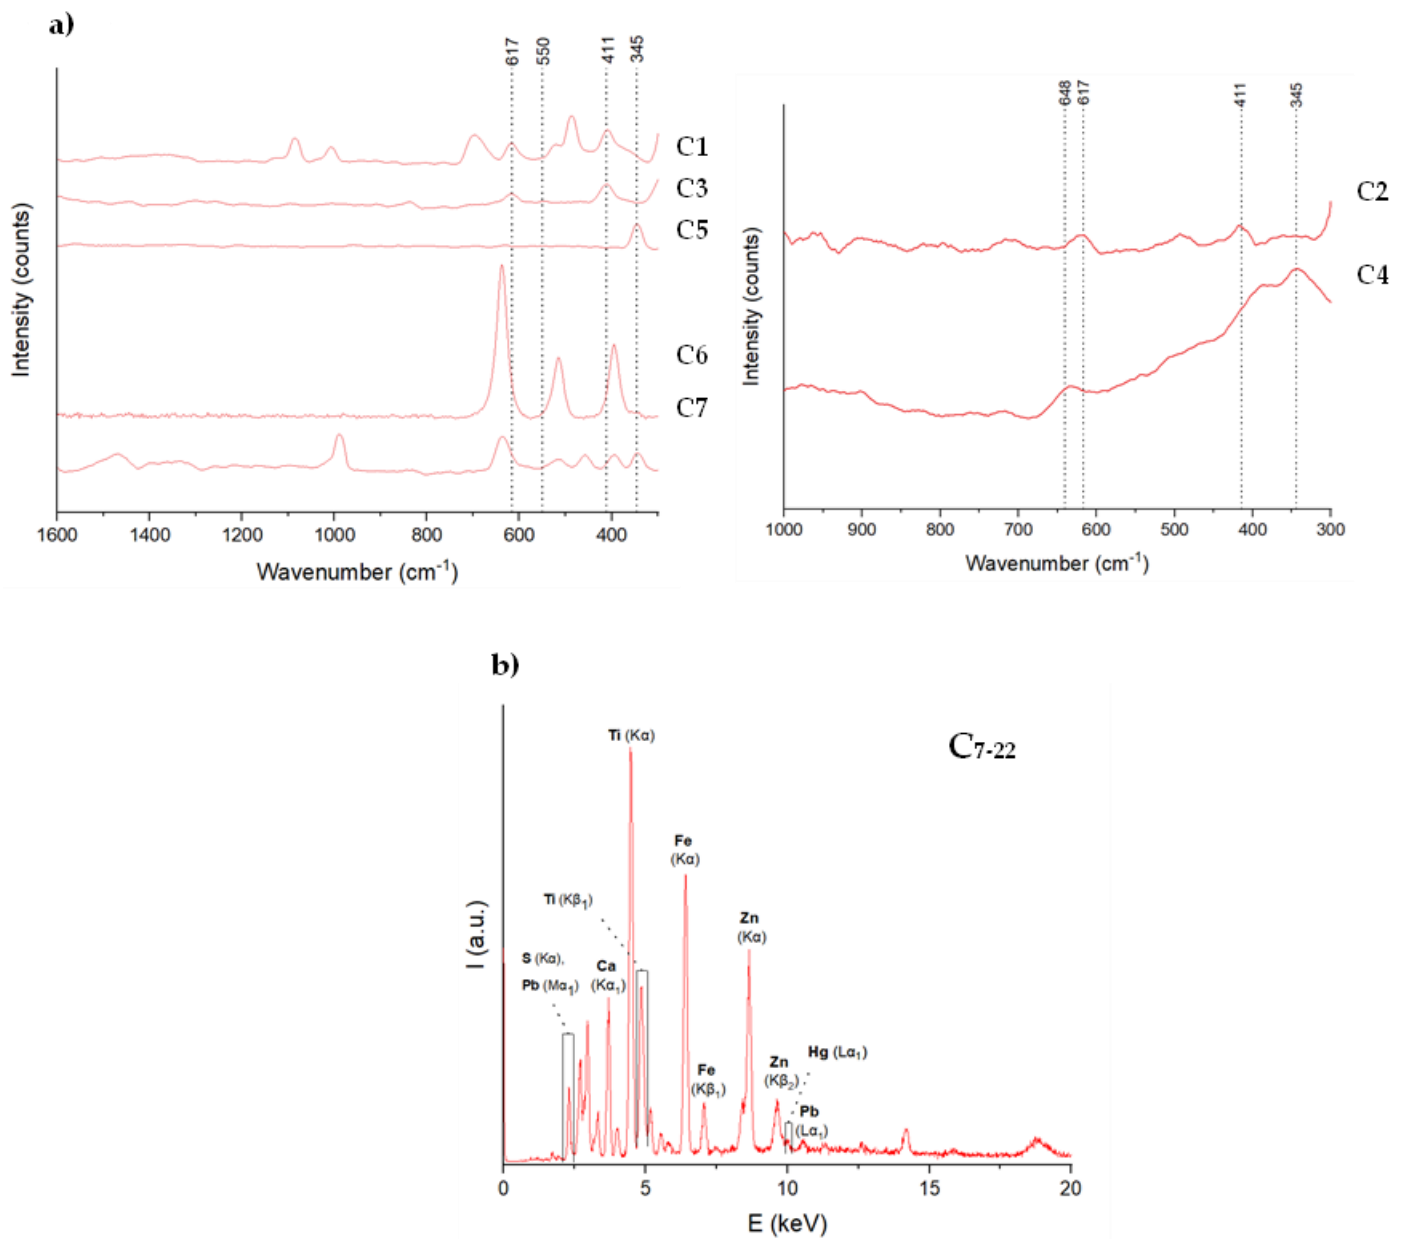 a)
617
550
411
345
C1
C3
C5
C6
C7
Intensity (counts)
1600
1400
1200
1000
800
600
400
Wavenumber (cm⁻¹)
648
617
411
345
C2
C4
Intensity (counts)
1000
900
800
700
600
500
400
300
Wavenumber (cm⁻¹)
b)
C₇₋₂₂
Ti (Kα)
Fe
(Kα)
Ti (Kβ₁)
Zn
(Kα)
S (Kα),
Pb (Mα₁)
Ca
(Kα₁)
Hg (Lα₁)
Fe
(Kβ₁)
Zn
(Kβ₂)
Pb
(Lα₁)
I (a.u.)
0
5
10
15
20
E (keV)